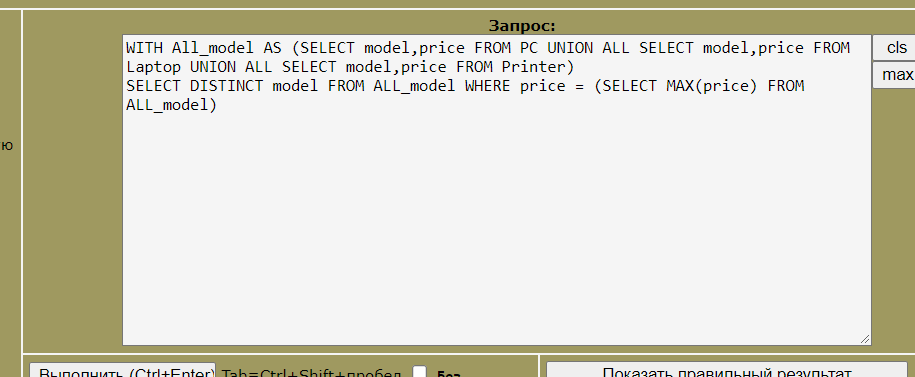 Запрос:
WITH All_model AS (SELECT model,price FROM PC UNION ALL SELECT model,price FROM
Laptop UNION ALL SELECT model,price FROM Printer)
SELECT DISTINCT model FROM ALL_model WHERE price = (SELECT MAX(price) FROM
ALL_model)
cls
max
ю
Выполнить (Ctrl+Enter)
Tab=Ctrl+Shift+пробел
Без
Показать правильный результат